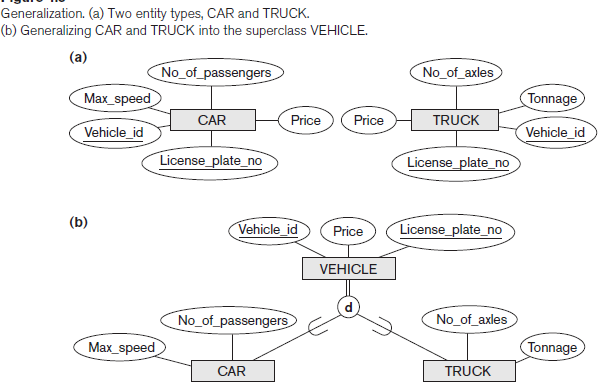 Generalization. (a) Two entity types, CAR and TRUCK.
(b) Generalizing CAR and TRUCK into the superclass VEHICLE.
(a)
No_of_passengers
No_of_axles
Max_speed
Tonnage
CAR
Price
Price
TRUCK
Vehicle_id
Vehicle_id
License_plate_no
License_plate_no
(b)
Vehicle_id
Price
License_plate_no
VEHICLE
d
No_of_passengers
No_of_axles
Max_speed
Tonnage
CAR
TRUCK